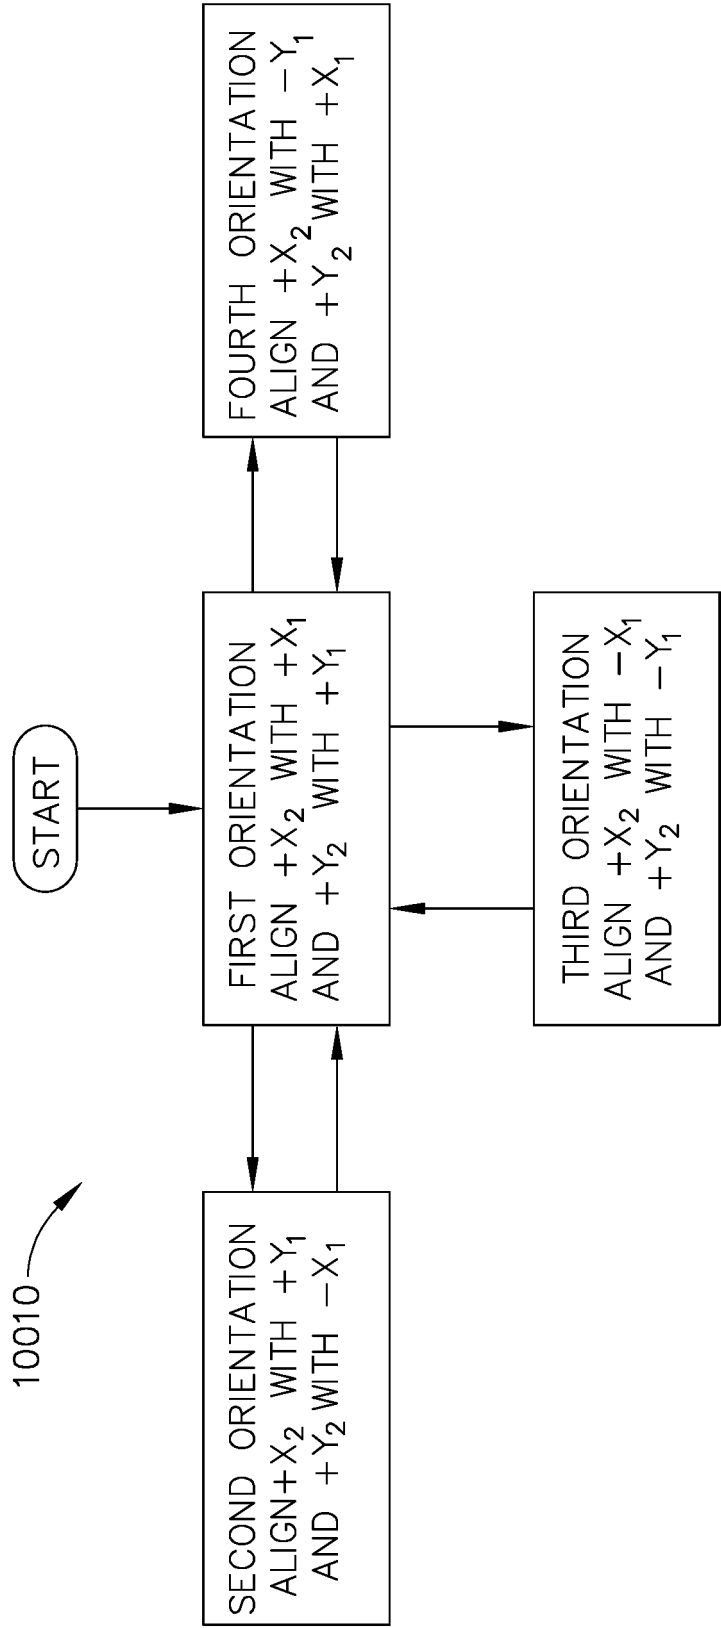 10010
START
SECOND ORIENTATION
ALIGN+X₂ WITH +Y₁
AND +Y₂ WITH −X₁
FIRST ORIENTATION
ALIGN +X₂ WITH +X₁
AND +Y₂ WITH +Y₁
FOURTH ORIENTATION
ALIGN +X₂ WITH −Y₁
AND +Y₂ WITH +X₁
THIRD ORIENTATION
ALIGN +X₂ WITH −X₁
AND +Y₂ WITH −Y₁